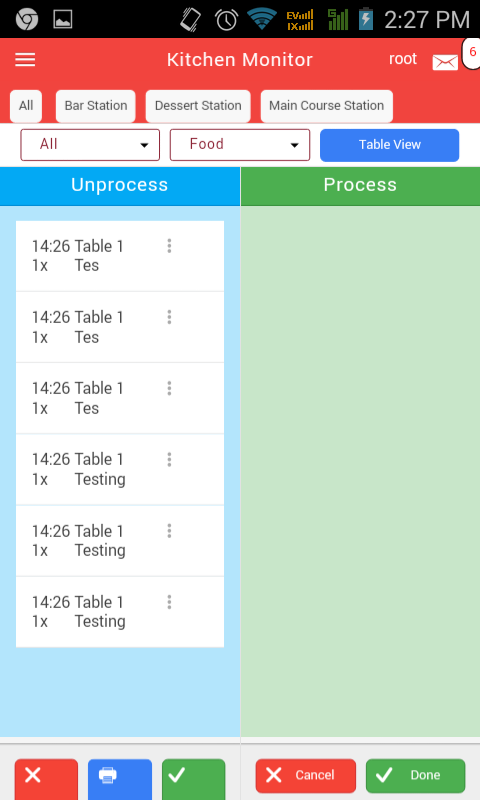 EV
IX
G
2:27 PM
Kitchen Monitor
root
6
All
Bar Station
Dessert Station
Main Course Station
All
Food
Table View
Unprocess
Process
14:26 Table 1
1x Tes
14:26 Table 1
1x Tes
14:26 Table 1
1x Tes
14:26 Table 1
1x Testing
14:26 Table 1
1x Testing
14:26 Table 1
1x Testing
Cancel
Done